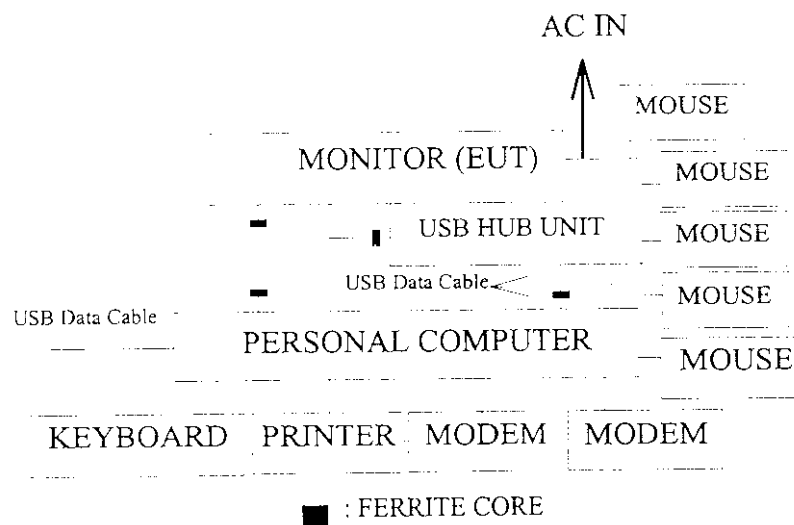 AC IN
MOUSE
MONITOR (EUT)
MOUSE
USB HUB UNIT
MOUSE
USB Data Cable
MOUSE
USB Data Cable
PERSONAL COMPUTER
MOUSE
KEYBOARD PRINTER MODEM MODEM
: FERRITE CORE